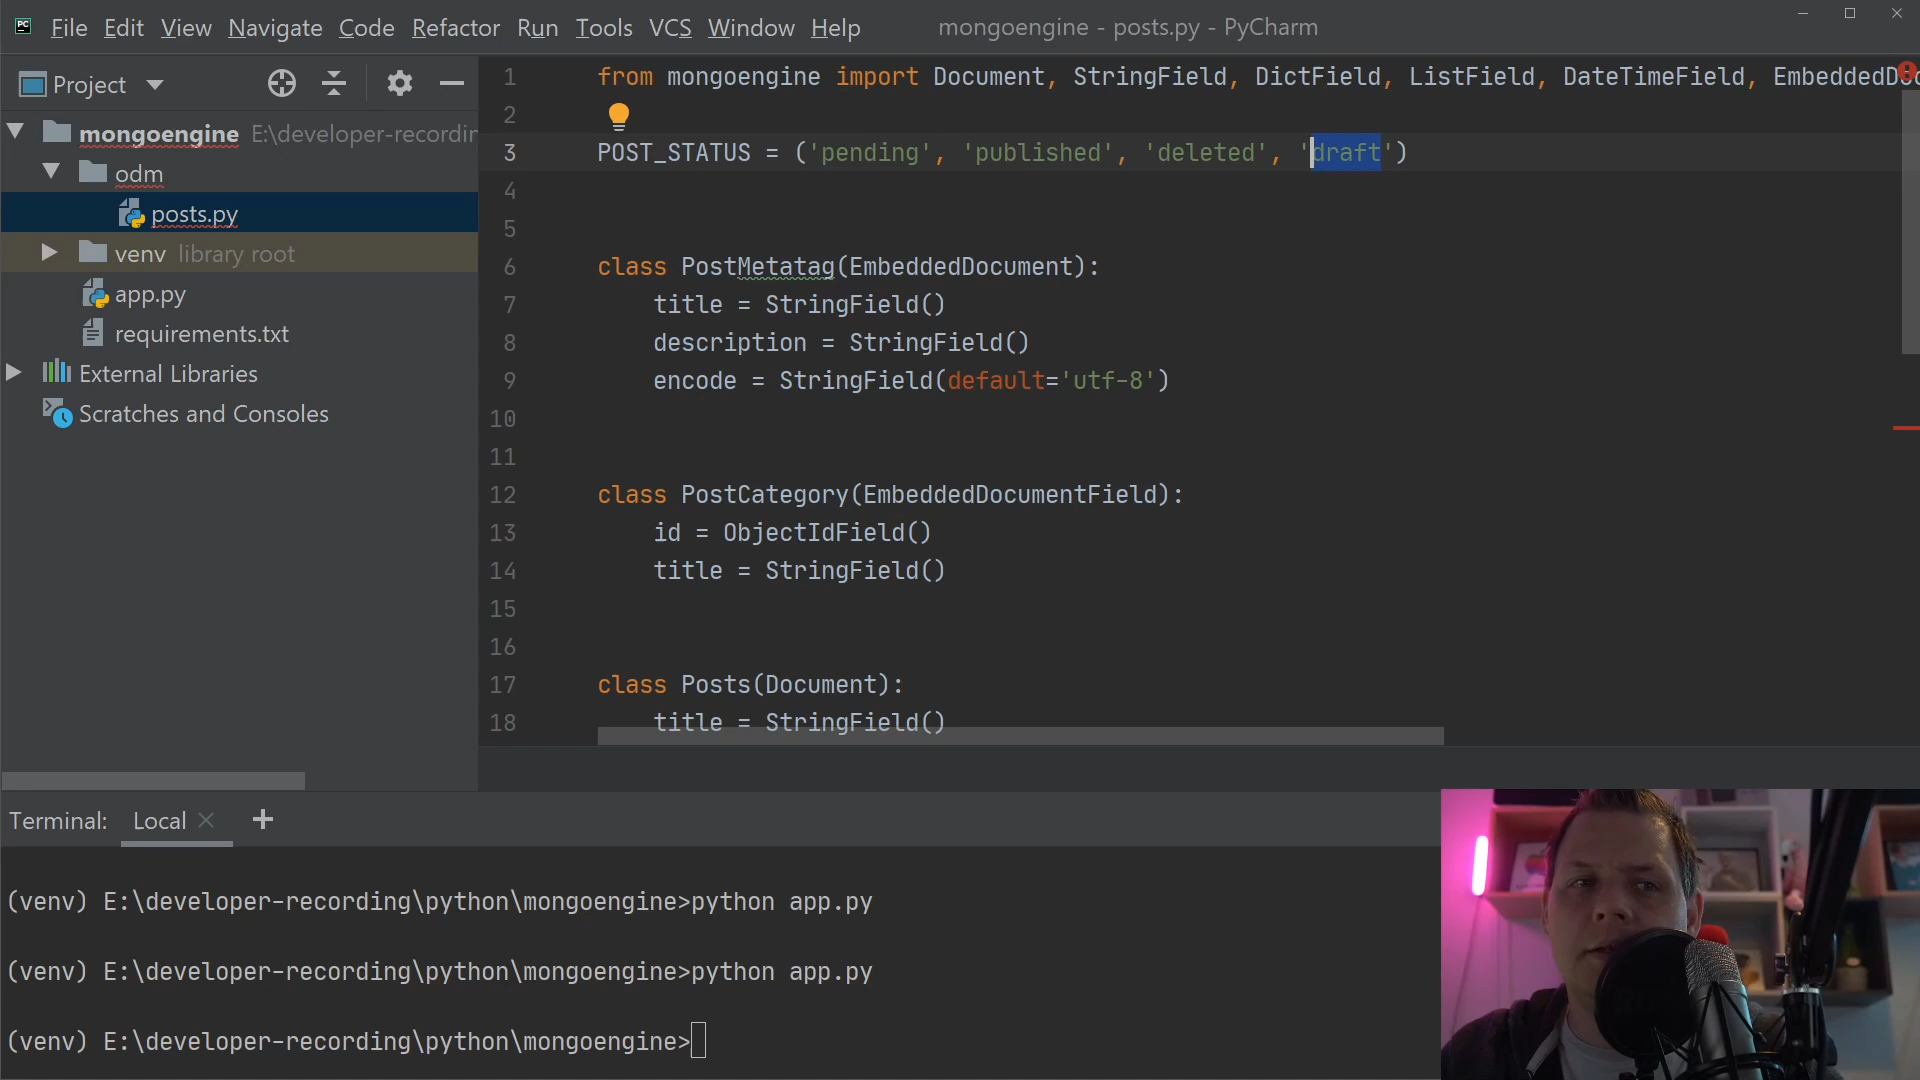 PC File Edit View Navigate Code Refactor Run Tools VCS Window Help mongoengine - posts.py - PyCharm
Project
mongoengine E:\developer-recordin
odm
posts.py
venv library root
app.py
requirements.txt
External Libraries
Scratches and Consoles
1 from mongoengine import Document, StringField, DictField, ListField, DateTimeField, EmbeddedDoc
2
3 POST_STATUS = ('pending', 'published', 'deleted', 'draft')
4
5
6 class PostMetatag(EmbeddedDocument):
7 title = StringField()
8 description = StringField()
9 encode = StringField(default='utf-8')
10
11
12 class PostCategory(EmbeddedDocumentField):
13 id = ObjectIdField()
14 title = StringField()
15
16
17 class Posts(Document):
18 title = StringField()
Terminal: Local
(venv) E:\developer-recording\python\mongoengine>python app.py
(venv) E:\developer-recording\python\mongoengine>python app.py
(venv) E:\developer-recording\python\mongoengine>